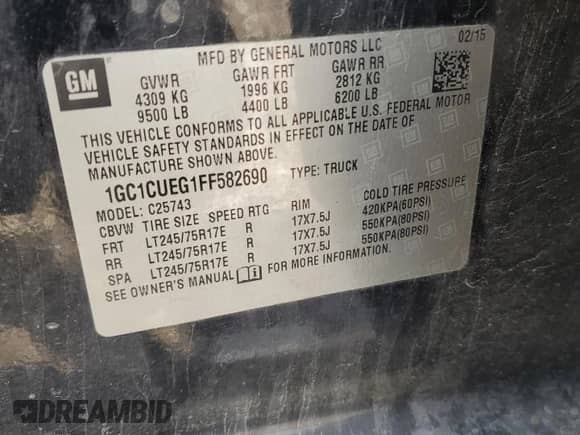 GM
MFD BY GENERAL MOTORS LLC 02/15
GVWR GAWR FRT GAWR RR
4309 KG 1996 KG 2812 KG
9500 LB 4400 LB 6200 LB
THIS VEHICLE CONFORMS TO ALL APPLICABLE U.S. FEDERAL MOTOR
VEHICLE SAFETY STANDARDS IN EFFECT ON THE DATE OF
MANUFACTURE SHOWN ABOVE.
1GC1CUEG1FF582690 TYPE: TRUCK
MODEL: C25743
CBVW TIRE SIZE SPEED RTG RIM COLD TIRE PRESSURE
FRT LT245/75R17E R 17X7.5J 420KPA(60PSI)
RR LT245/75R17E R 17X7.5J 550KPA(80PSI)
SPA LT245/75R17E R 17X7.5J 550KPA(80PSI)
SEE OWNER'S MANUAL FOR MORE INFORMATION.
DREAMBID